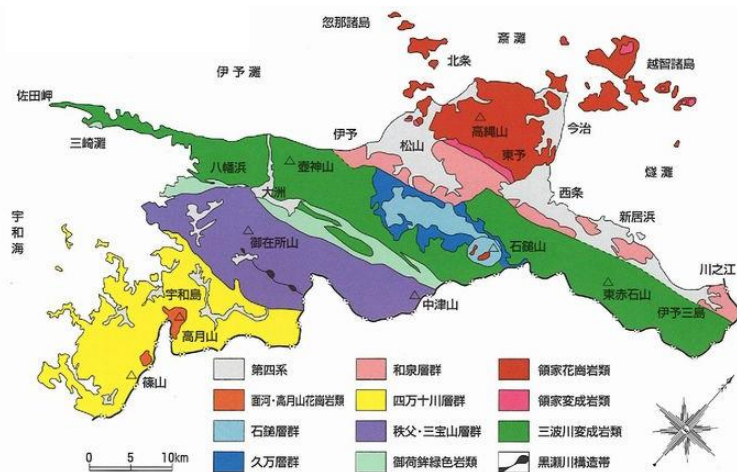 忽那諸島
斎灘
北条
越智諸島
伊予灘
佐田岬
高縄山
今治
伊予
松山
東予
三崎灘
八幡浜
壺神山
燧灘
大洲
西条
新居浜
宇和海
御在所山
石鎚山
川之江
東赤石山
宇和島
中津山
伊予三島
高月山
篠山
第四系
和泉層群
領家花崗岩類
面河・高月山花崗岩類
四万十川層群
領家変成岩類
石鎚層群
秩父・三宝山層群
三波川変成岩類
久万層群
御荷鉾緑色岩類
黒瀬川構造帯
0 5 10km